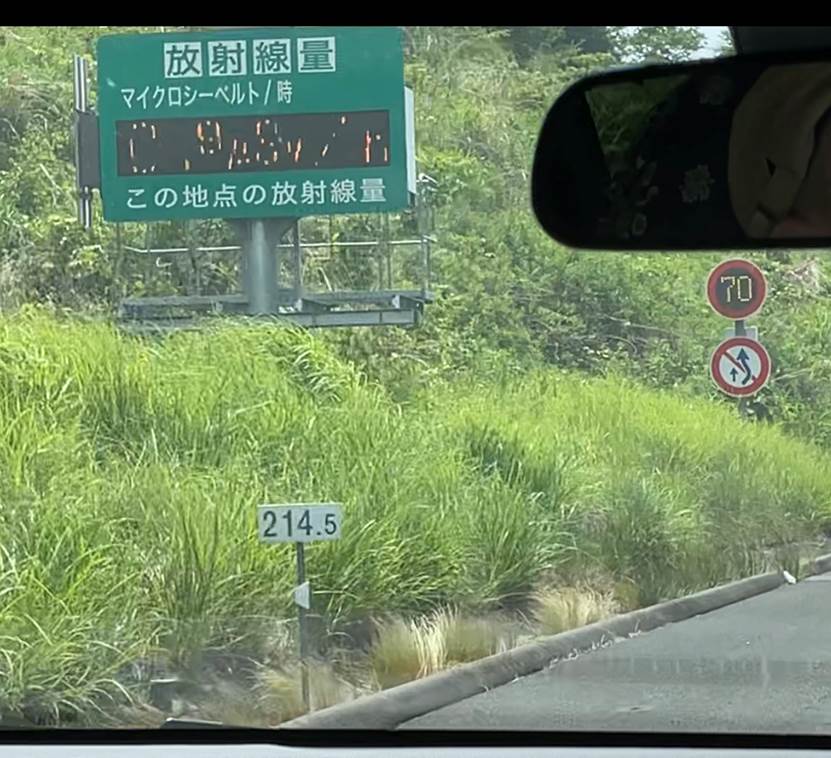 放射線量
マイクロシーベルト/時
この地点の放射線量
70
214.5